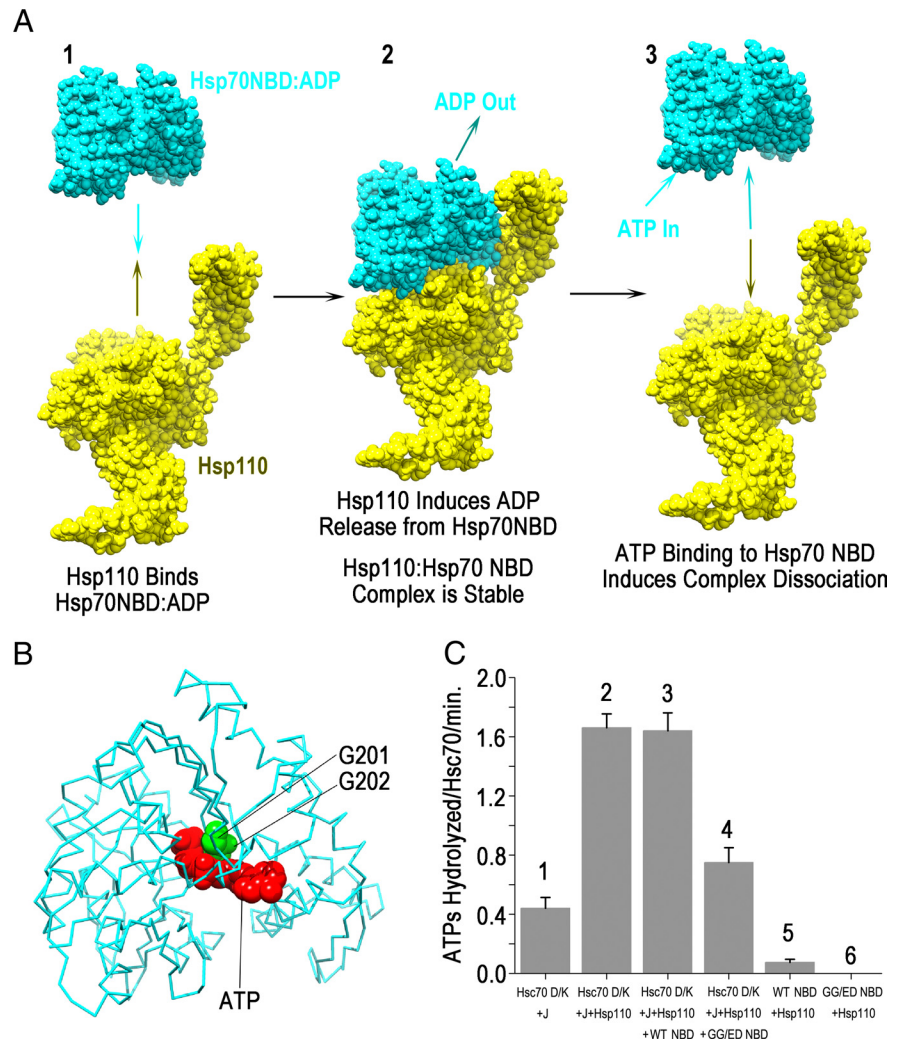 A
1
2
3
Hsp70NBD:ADP
ADP Out
ATP In
Hsp110
Hsp110 Binds
Hsp70NBD:ADP
Hsp110 Induces ADP
Release from Hsp70NBD
Hsp110:Hsp70 NBD
Complex is Stable
ATP Binding to Hsp70 NBD
Induces Complex Dissociation
B
G201
G202
ATP
C
ATPs Hydrolyzed/Hsc70/min.
2.0
1.6
1.2
0.8
0.4
0.0
1
2
3
4
5
6
Hsc70 D/K
+J
Hsc70 D/K
+J+Hsp110
Hsc70 D/K
+J+Hsp110
+WT NBD
Hsc70 D/K
+J+Hsp110
+GG/ED NBD
WT NBD
+Hsp110
GG/ED NBD
+Hsp110